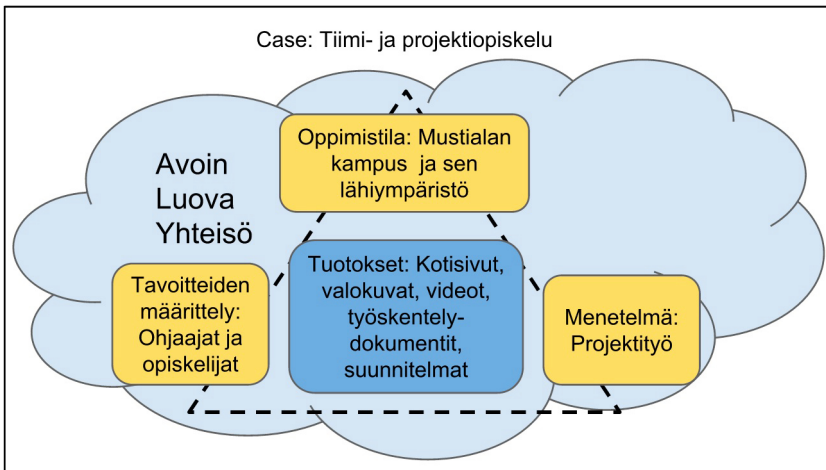 Case: Tiimi- ja projektiopiskelu
Oppimistila: Mustialan
kampus ja sen
lähiympäristö
Avoin
Luova
Yhteisö
Tavoitteiden
määrittely:
Ohjaajat ja
opiskelijat
Tuotokset: Kotisivut,
valokuvat, videot,
työskentely-
dokumentit,
suunnitelmat
Menetelmä:
Projektityö